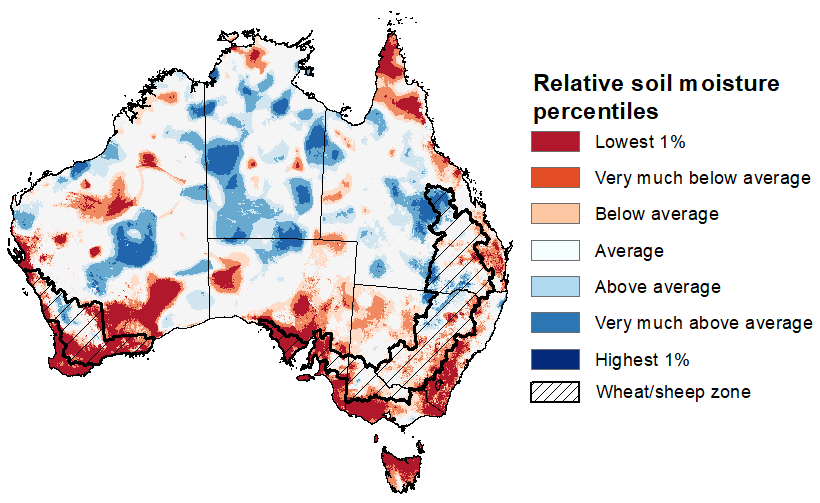 Relative soil moisture
percentiles
Lowest 1%
Very much below average
Below average
Average
Above average
Very much above average
Highest 1%
Wheat/sheep zone